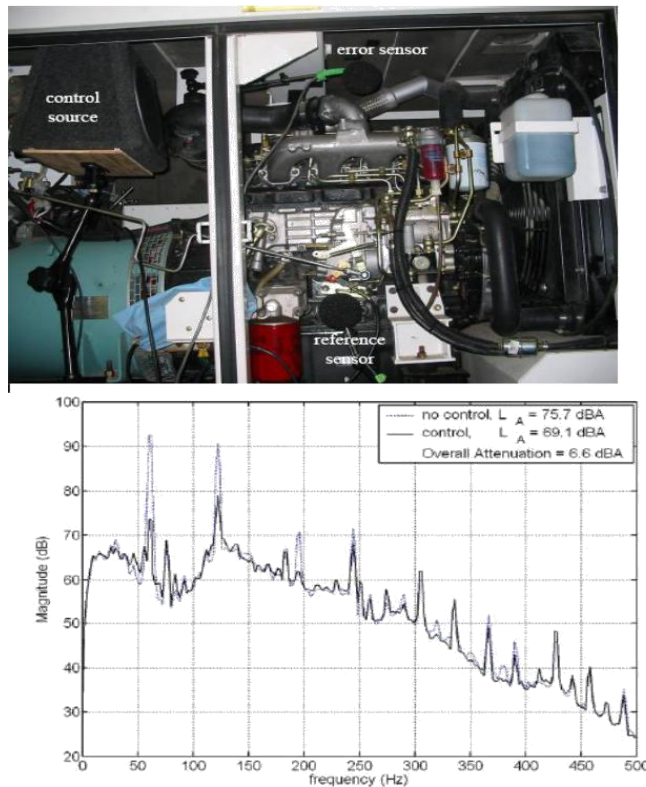 error sensor
control
source
reference
sensor
100
90
80
70
60
50
40
30
20
Magnitude (dB)
no control, L A = 75.7 dBA
control, L A = 69.1 dBA
Overall Attenuation = 6.6 dBA
0 50 100 150 200 250 300 350 400 450 500
frequency (Hz)